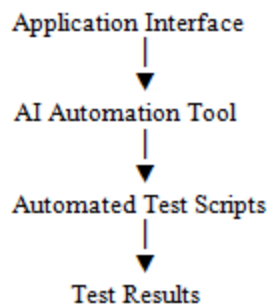 Application Interface
AI Automation Tool
Automated Test Scripts
Test Results